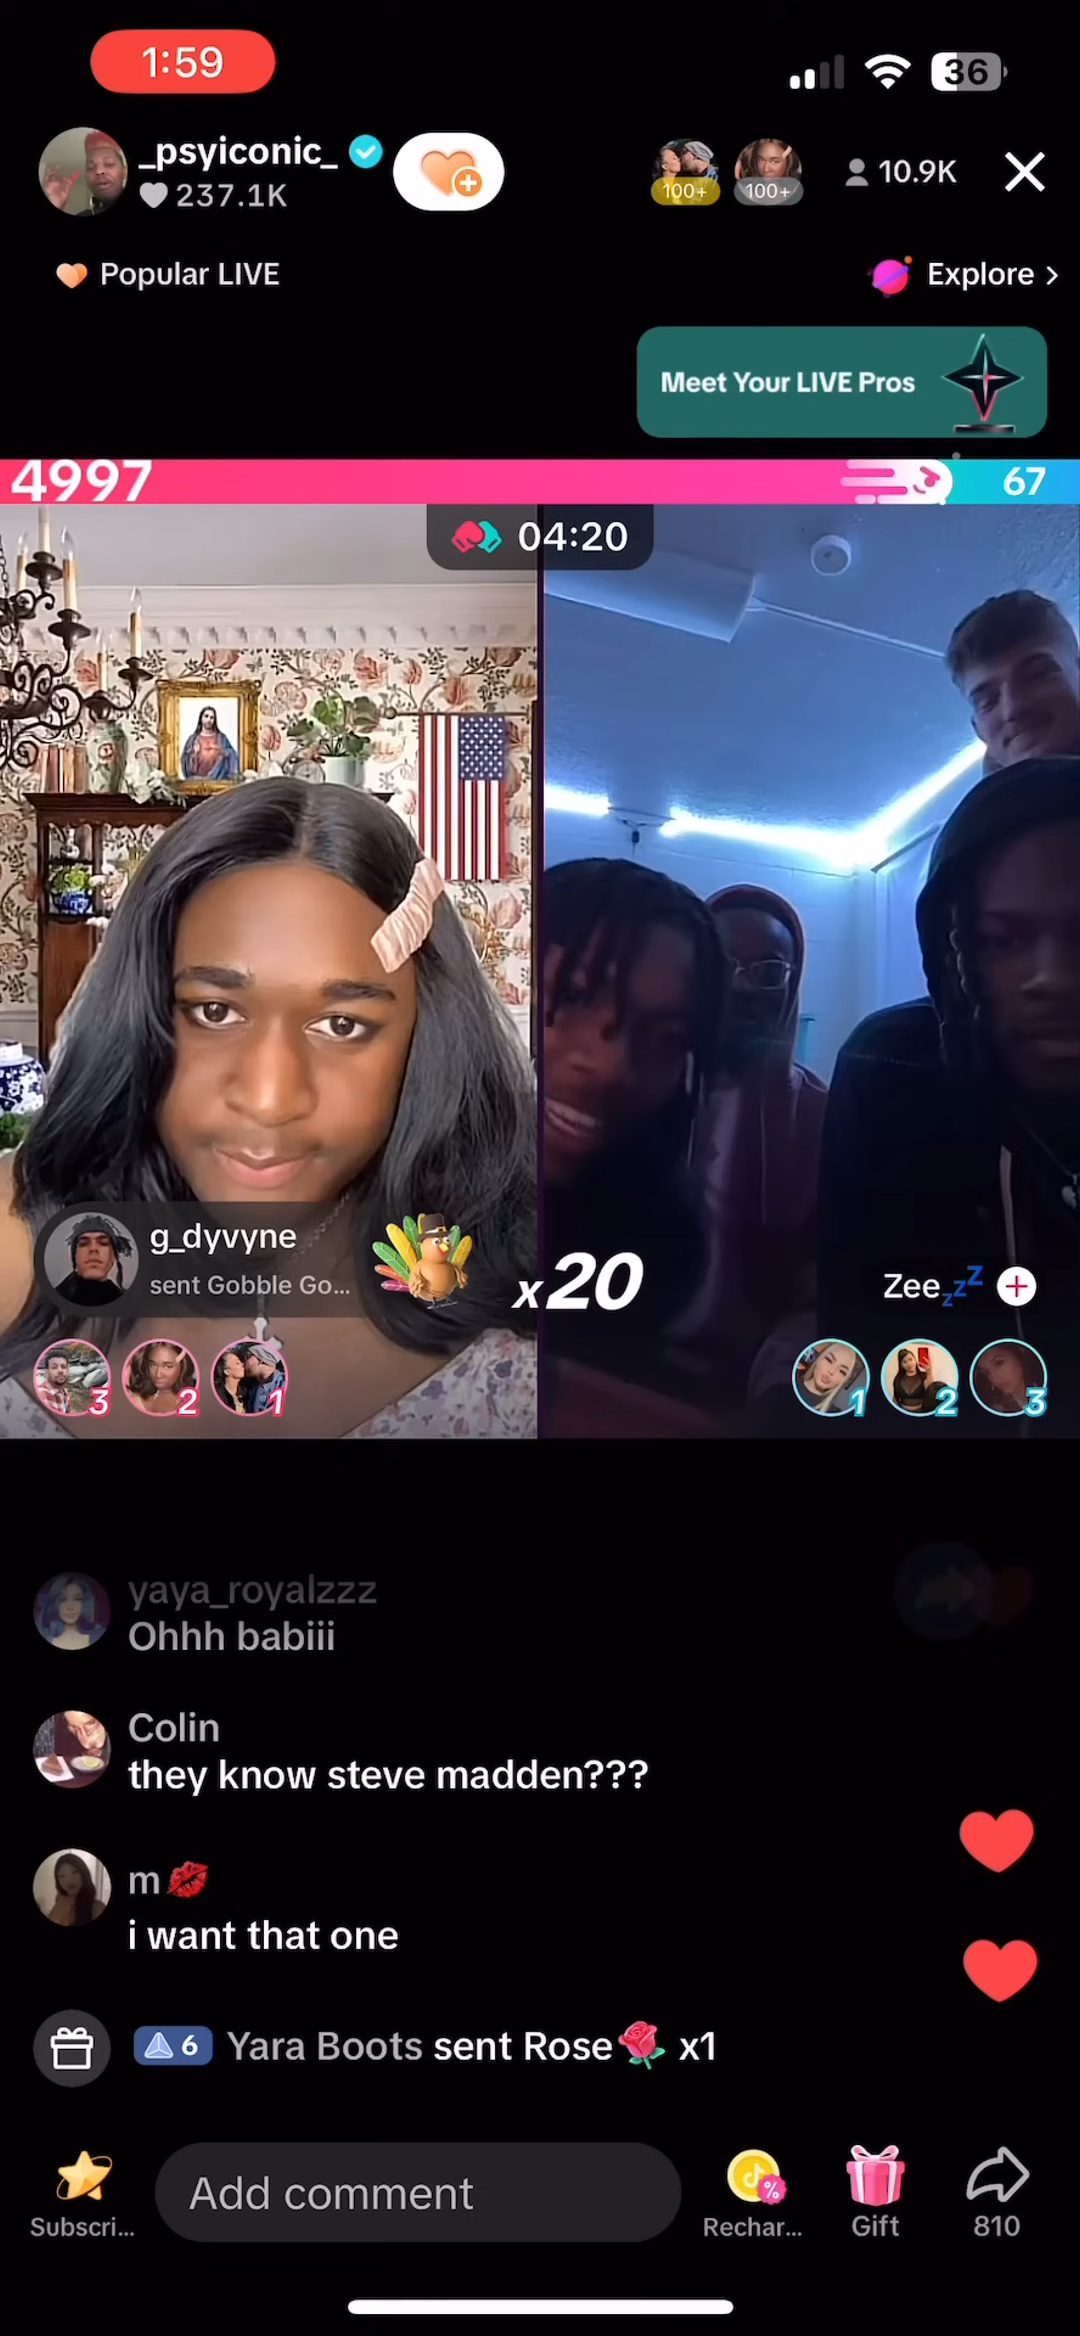 1:59
36
_psyiconic_
237.1K
100+
100+
10.9K
Popular LIVE
Explore >
Meet Your LIVE Pros
4997
67
04:20
g_dyvyne
sent Gobble Go...
x20
Zee
3
2
1
1
2
3
yaya_royalzzz
Ohhh babiii
Colin
they know steve madden???
m
i want that one
6 Yara Boots sent Rose x1
Subscri...
Add comment
Rechar...
Gift
810